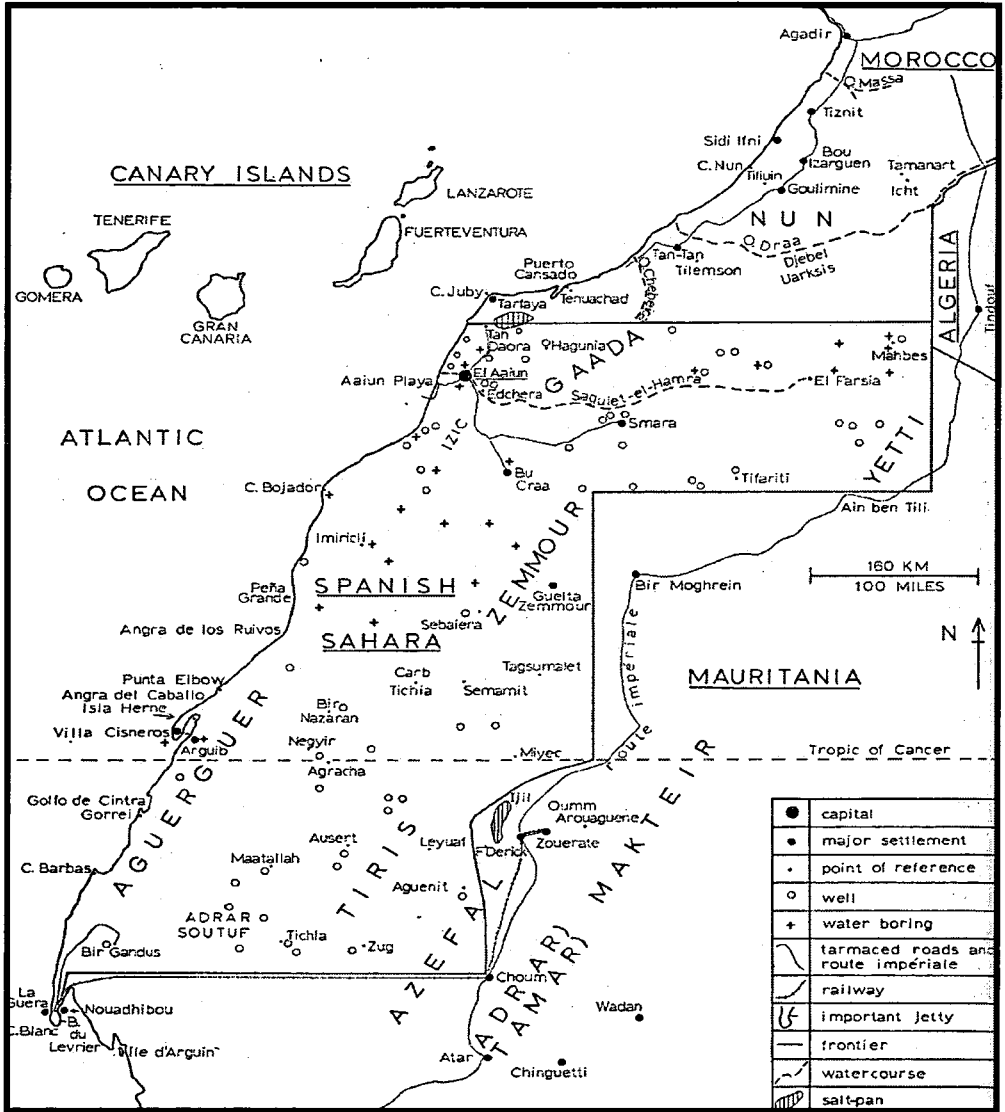 Agadir
MOROCCO
Massa
Tiznit
Sidi Ifni
Bou
Izarguen
C. Nun
Tiliuin
Tamanart
Icht
Goulimine
CANARY ISLANDS
LANZAROTE
TENERIFE
FUERTEVENTURA
GOMERA
GRAN
CANARIA
NUN
Draa
Tan-Tan
Tilemson
Djebel
Uarksis
ALGERIA
Tindouf
Puerto
Cansado
Chebeica
C. Juby
Tarfaya
Tenuachad
Tah
Daora
Hagunia
GAADA
Mahbes
Aaiun Playa
El Aaiun
Edchera
Saguiet-el-Hamra
El Farsia
ATLANTIC
OCEAN
IZIC
Smara
YETTI
Bu
Craa
Tifariti
C. Bojador
Ain ben Tili
Imiricli
ZEMMOUR
160 KM
100 MILES
Bir Moghrein
SPANISH
SAHARA
Peña
Grande
Guelta
Zemmour
Sebaiera
N
Angra de los Ruivos
Carb
Tichia
Tagsumalet
Semamit
MAURITANIA
route impériale
Punta Elbow
Angra del Caballo
Isla Herne
Bir
Nazaran
Villa Cisneros
Arguib
Negyir
Agracha
Miyec
Tropic of Cancer
AGUERGUER
Golfo de Cintra
Gorrei
Ijil
Oumm
Arouaguene
Ausert
Leyuaf
F'Derick
Zouerate
MAKTEIR
C. Barbas
Maatallah
TIRIS
Aguenit
ADRAR
SOUTUF
Tichla
Zug
Bir Gandus
AZEFAL
ADRAR
TAMAR)
Choum
La
Guera
Nouadhibou
C. Blanc
B. du
Levrier
Ile d'Arguin
Wadan
Atar
Chinguetti
capital
major settlement
point of reference
well
water boring
tarmaced roads and
route impériale
railway
important jetty
frontier
watercourse
salt-pan